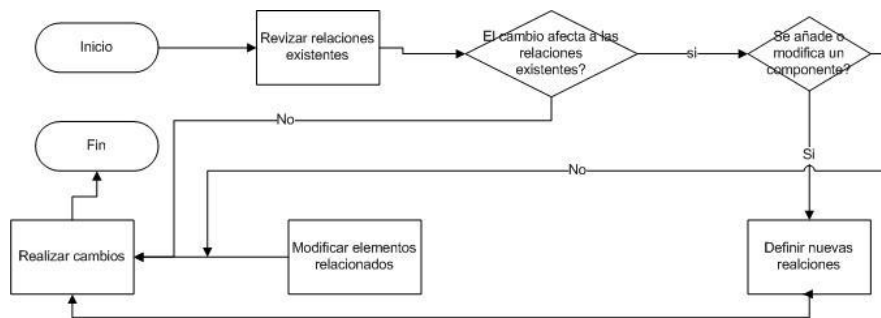 Inicio
Revizar relaciones
existentes
El cambio afecta a las
relaciones
existentes?
si
Se añade o
modifica un
componente?
No
Fin
Si
No
Realizar cambios
Modificar elementos
relacionados
Definir nuevas
realciones